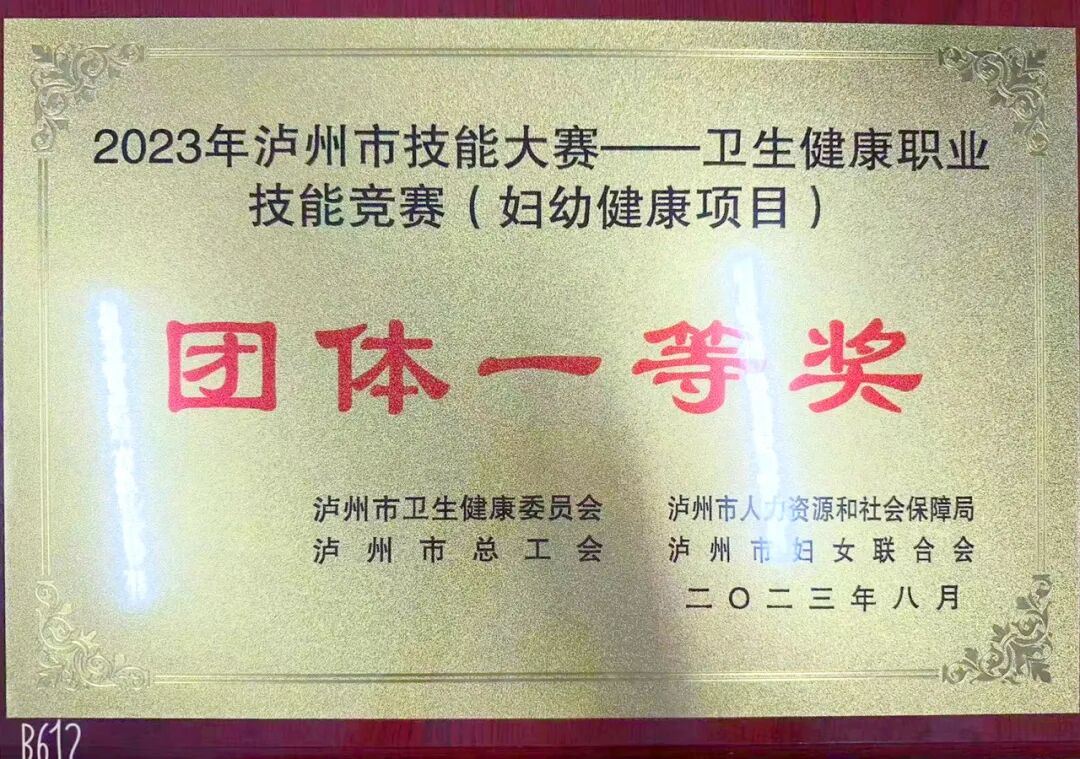 2023年泸州市技能大赛——卫生健康职业
技能竞赛（妇幼健康项目）
团体一等奖
泸州市卫生健康委员会 泸州市人力资源和社会保障局
泸州市总工会 泸州市妇女联合会
二〇二三年八月
B612